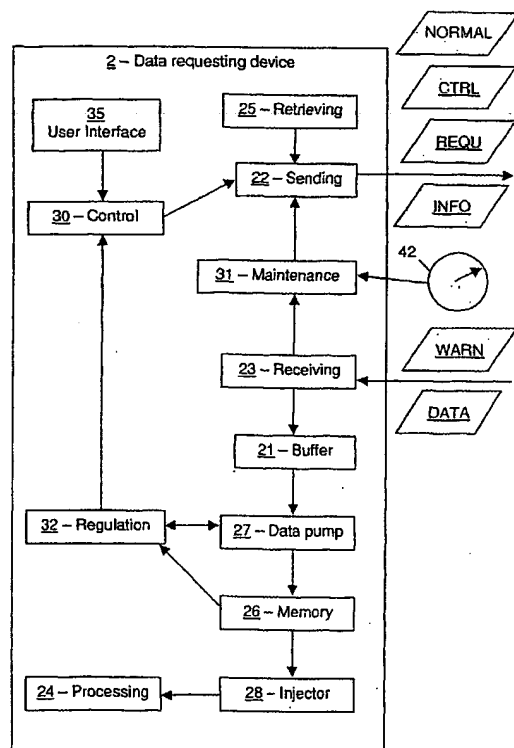 NORMAL
2 – Data requesting device
CTRL
35
User Interface
25 – Retrieving
REQU
22 – Sending
30 – Control
INFO
42
31 – Maintenance
WARN
23 – Receiving
DATA
21 – Buffer
32 – Regulation
27 – Data pump
26 – Memory
24 – Processing
28 – Injector